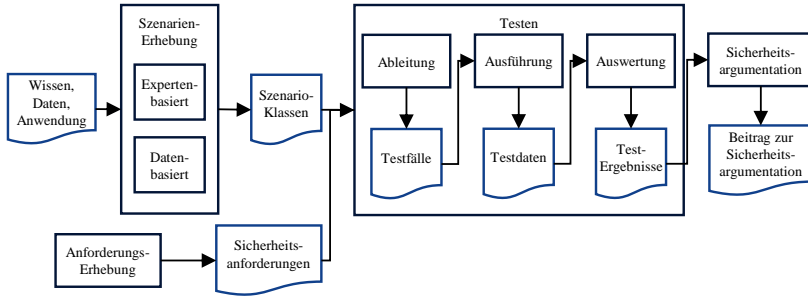 Wissen,
Daten,
Anwendung
Szenarien-
Erhebung
Experten-
basiert
Daten-
basiert
Szenario-
Klassen
Anforderungs-
Erhebung
Sicherheits-
anforderungen
Testen
Ableitung
Testfälle
Ausführung
Testdaten
Auswertung
Test-
Ergebnisse
Sicherheits-
argumentation
Beitrag zur
Sicherheits-
argumentation